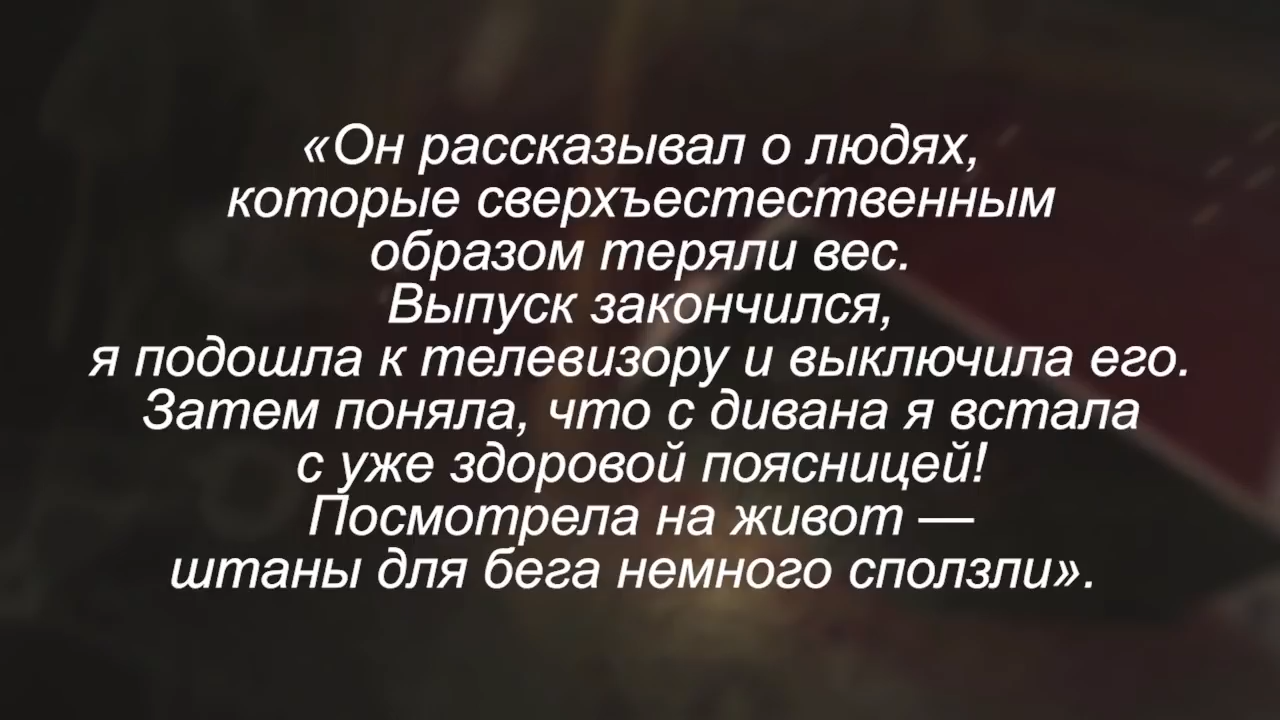 «Он рассказывал о людях,
которые сверхъестественным
образом теряли вес.
Выпуск закончился,
я подошла к телевизору и выключила его.
Затем поняла, что с дивана я встала
с уже здоровой поясницей!
Посмотрела на живот —
штаны для бега немного сползли».